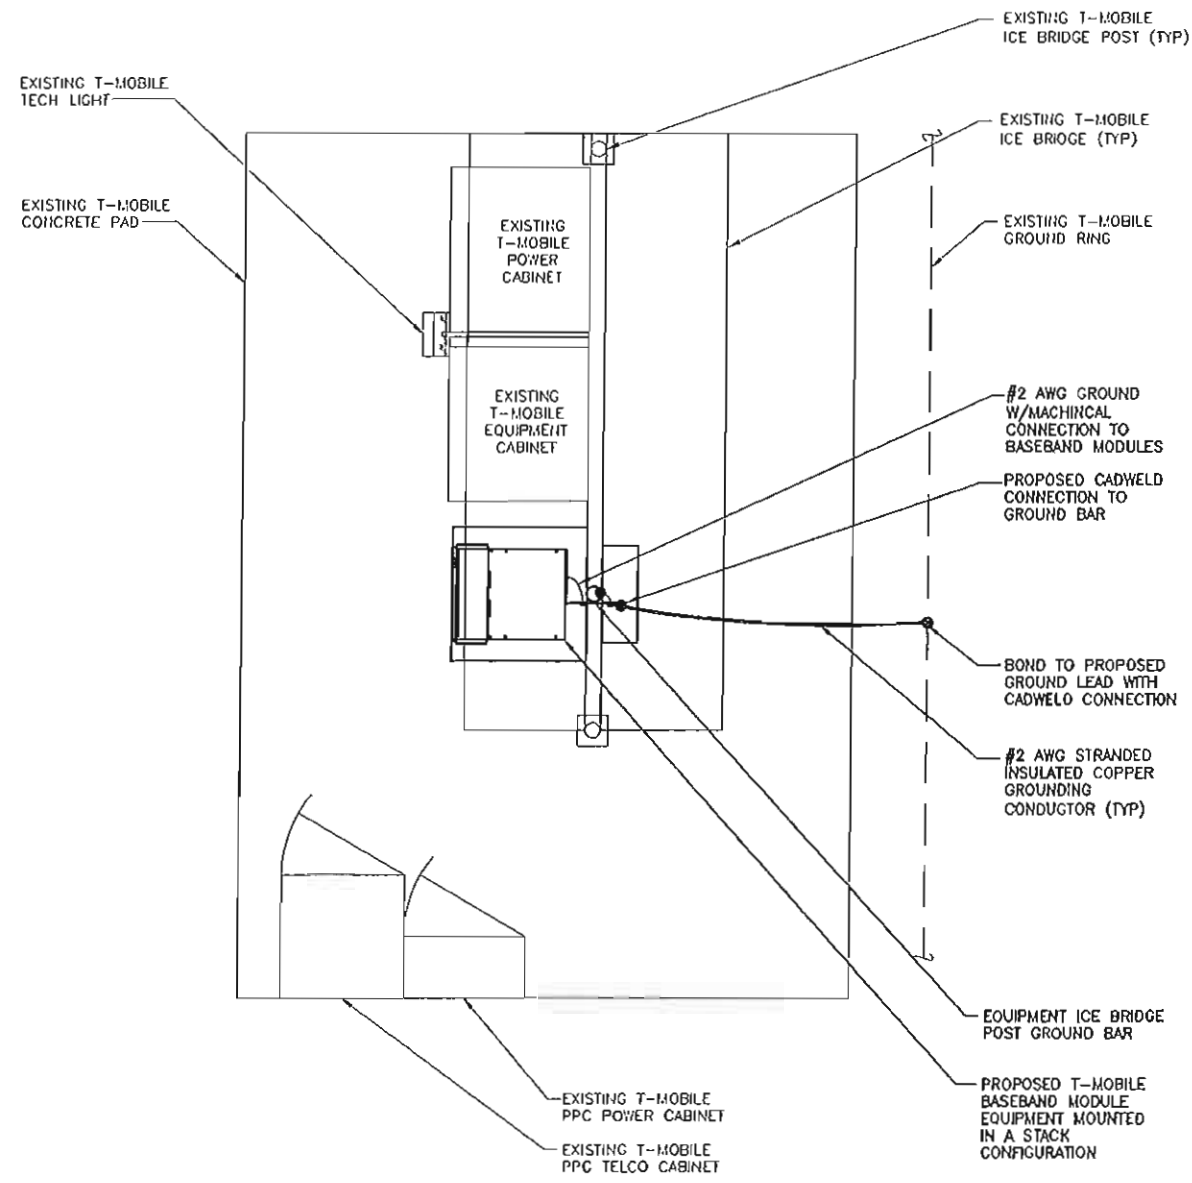 EXISTING T-MOBILE
ICE BRIDGE POST (TYP)
EXISTING T-MOBILE
TECH LIGHT
EXISTING T-MOBILE
ICE BRIDGE (TYP)
EXISTING T-MOBILE
CONCRETE PAD
EXISTING T-MOBILE
GROUND RING
EXISTING
T-MOBILE
POWER
CABINET
EXISTING
T-MOBILE
EQUIPMENT
CABINET
#2 AWG GROUND
W/MACHINCAL
CONNECTION TO
BASEBAND MODULES
PROPOSED CADWELD
CONNECTION TO
GROUND BAR
BOND TO PROPOSED
GROUND LEAD WITH
CADWELD CONNECTION
#2 AWG STRANDED
INSULATED COPPER
GROUNDING
CONDUCTOR (TYP)
EQUIPMENT ICE BRIDGE
POST GROUND BAR
PROPOSED T-MOBILE
BASEBAND MODULE
EQUIPMENT MOUNTED
IN A STACK
CONFIGURATION
EXISTING T-MOBILE
PPC POWER CABINET
EXISTING T-MOBILE
PPC TELCO CABINET